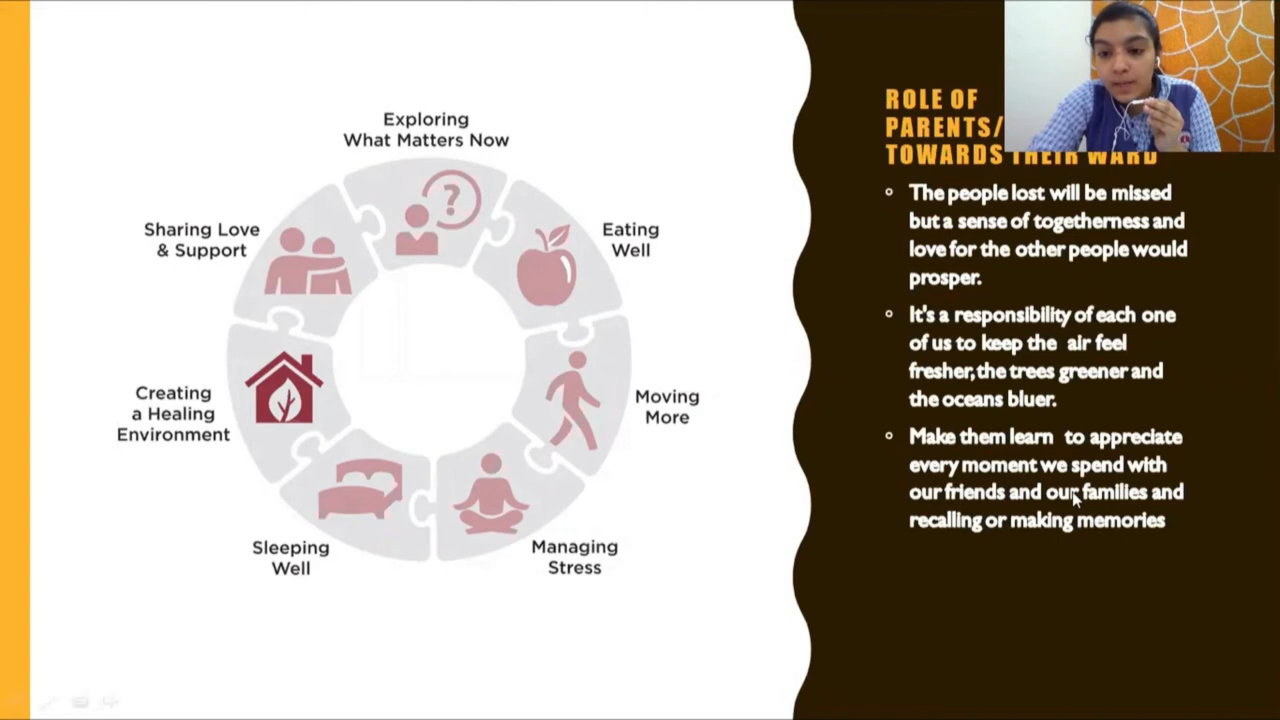 Exploring
What Matters Now
Sharing Love
& Support
Eating
Well
Creating
a Healing
Environment
Moving
More
Sleeping
Well
Managing
Stress
?
ROLE OF
PARENTS/
TOWARDS THEIR WARD
The people lost will be missed
but a sense of togetherness and
love for the other people would
prosper.
It's a responsibility of each one
of us to keep the air feel
fresher,the trees greener and
the oceans bluer.
Make them learn to appreciate
every moment we spend with
our friends and our families and
recalling or making memories